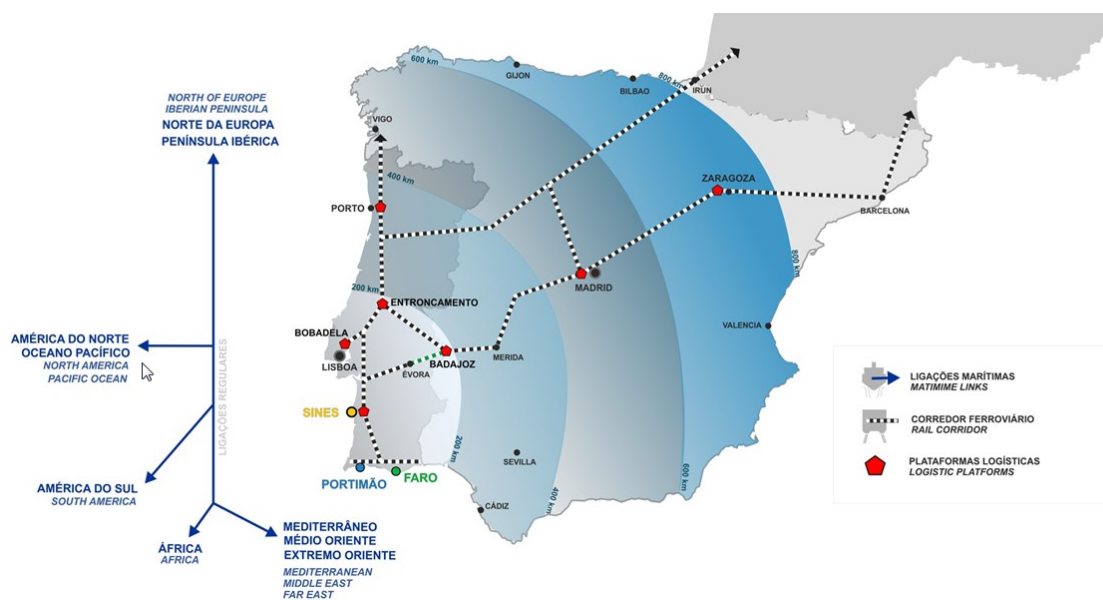 NORTH OF EUROPE
IBERIAN PENINSULA
NORTE DA EUROPA
PENÍNSULA IBÉRICA
AMÉRICA DO NORTE
OCEANO PACÍFICO
NORTH AMERICA
PACIFIC OCEAN
LIGAÇÕES REGULARES
AMÉRICA DO SUL
SOUTH AMERICA
ÁFRICA
AFRICA
MEDITERRÂNEO
MÉDIO ORIENTE
EXTREMO ORIENTE
MEDITERRANEAN
MIDDLE EAST
FAR EAST
600 km
GIJON
BILBAO
800 km
IRÚN
VIGO
400 km
PORTO
ZARAGOZA
BARCELONA
800 km
MADRID
200 km
ENTRONCAMENTO
BOBADELA
LISBOA
BADAJOZ
MERIDA
ÉVORA
VALENCIA
SINES
200 km
SEVILLA
600 km
400 km
PORTIMÃO
FARO
CÁDIZ
LIGAÇÕES MARÍTIMAS
MATIMIME LINKS
CORREDOR FERROVIÁRIO
RAIL CORRIDOR
PLATAFORMAS LOGÍSTICAS
LOGISTIC PLATFORMS